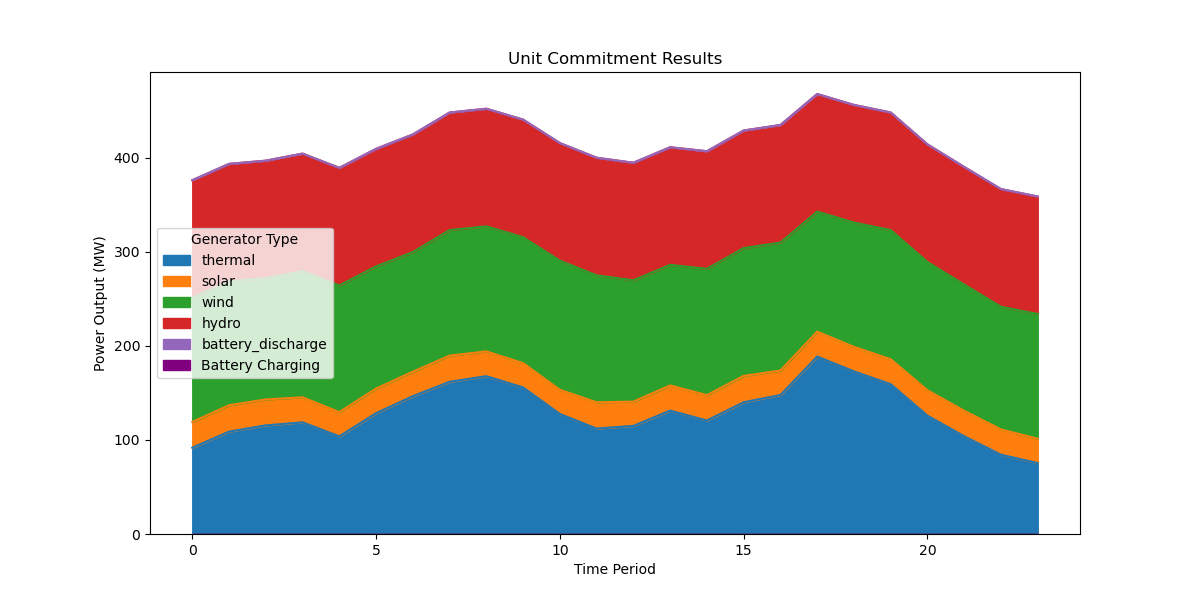 Unit Commitment Results
Power Output (MW)
400
300
200
100
0
Generator Type
thermal
solar
wind
hydro
battery_discharge
Battery Charging
0 5 10 15 20
Time Period